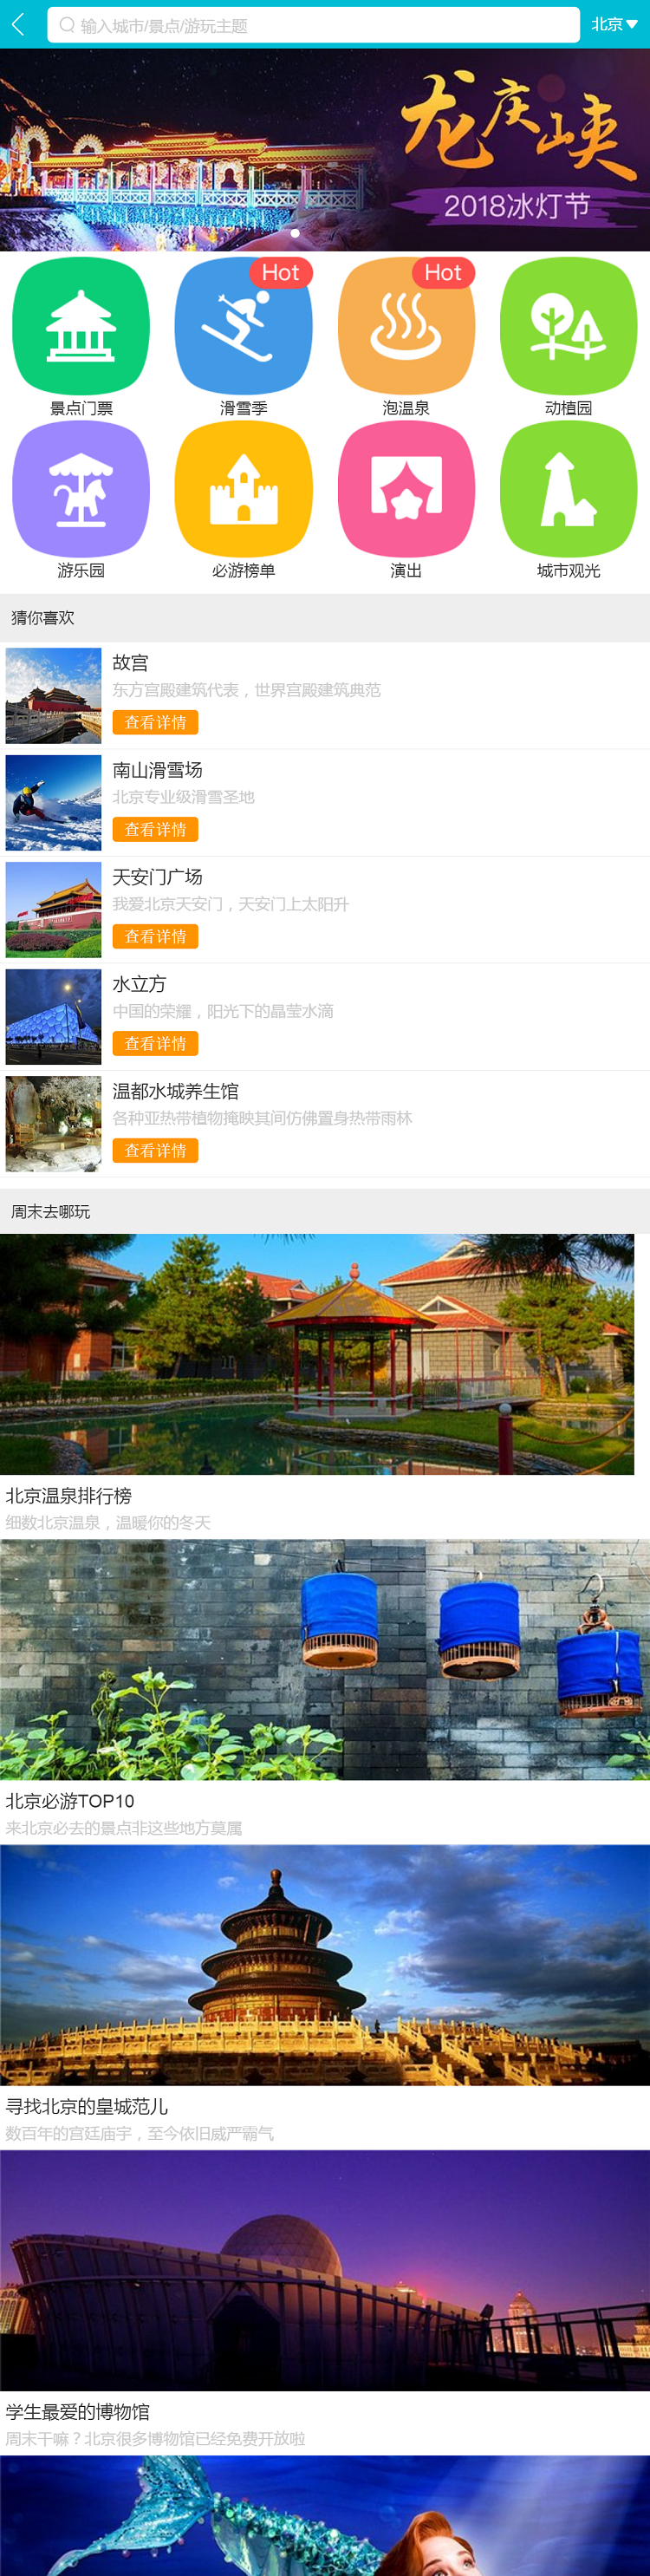 输入城市/景点/游玩主题
北京
龙庆峡
2018冰灯节
Hot
Hot
景点门票
滑雪季
泡温泉
动植园
游乐园
必游榜单
演出
城市观光
猜你喜欢
故宫
东方宫殿建筑代表，世界宫殿建筑典范
查看详情
南山滑雪场
北京专业级滑雪圣地
查看详情
天安门广场
我爱北京天安门，天安门上太阳升
查看详情
水立方
中国的荣耀，阳光下的晶莹水滴
查看详情
温都水城养生馆
各种亚热带植物掩映其间仿佛置身热带雨林
查看详情
周末去哪玩
北京温泉排行榜
细数北京温泉，温暖你的冬天
北京必游TOP10
来北京必去的景点非这些地方莫属
寻找北京的皇城范儿
数百年的宫廷庙宇，至今依旧威严霸气
学生最爱的博物馆
周末干嘛？北京很多博物馆已经免费开放啦